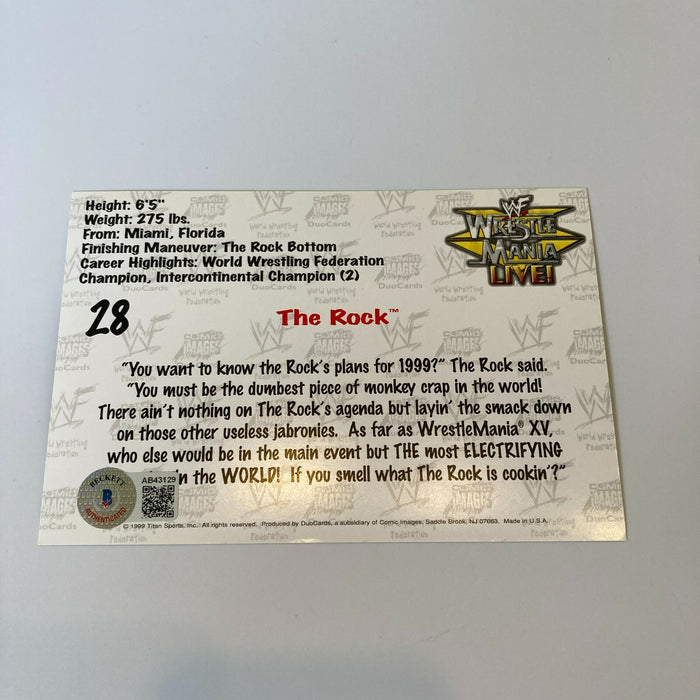 Height: 6'5"
Weight: 275 lbs.
From: Miami, Florida
Finishing Maneuver: The Rock Bottom
Career Highlights: World Wrestling Federation
Champion, Intercontinental Champion (2)
WF
WRESTLE
MANIA
LIVE!
28
The Rock™
"You want to know the Rock's plans for 1999?" The Rock said.
"You must be the dumbest piece of monkey crap in the world!
There ain't nothing on The Rock's agenda but layin' the smack down
on those other useless jabronies. As far as WrestleMania® XV,
who else would be in the main event but THE most ELECTRIFYING
in the WORLD! If you smell what The Rock is cookin'?"
BECKETT
B
AUTHENTICATED
AB43129
© 1999 Titan Sports, Inc. All rights reserved. Produced by DuoCards, a subsidiary of Comic Images, Saddle Brook, NJ 07663. Made in U.S.A.